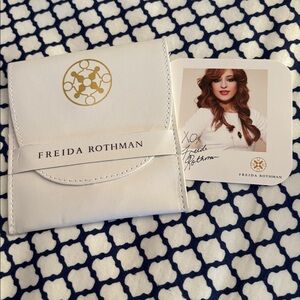 FREIDA ROTHMAN
XO,
Freida
Rothman
FREIDA ROTHMAN